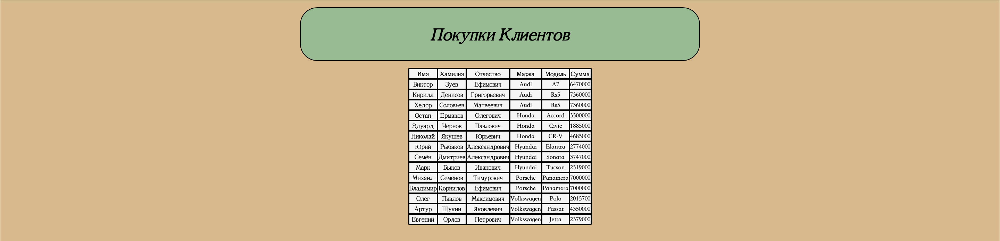 Покупки Клиентов
Имя Хамилия Отчество Марка Модель Сумма
Виктор Зуев Ефимович Audi A7 6470000
Кирилл Денисов Григорьевич Audi Rs5 7360000
Хедор Соловьев Матвеевич Audi Rs5 7360000
Остап Ермаков Олегович Honda Accord 3500000
Эдуард Чернов Павлович Honda Civic 1885000
Николай Якушев Юрьевич Honda CR-V 4685000
Юрий Рыбаков Александрович Hyundai Elantra 2774000
Семён Дмитриев Александрович Hyundai Sonata 3747000
Марк Быков Иванович Hyundai Tucson 2519000
Михаил Семёнов Тимурович Porsche Panamera 7000000
Владимир Корнилов Ефимович Porsche Panamera 7000000
Олег Павлов Максимович Volkswagen Polo 2015700
Артур Щукин Яковлевич Volkswagen Passat 4350000
Евгений Орлов Петрович Volkswagen Jetta 2379000